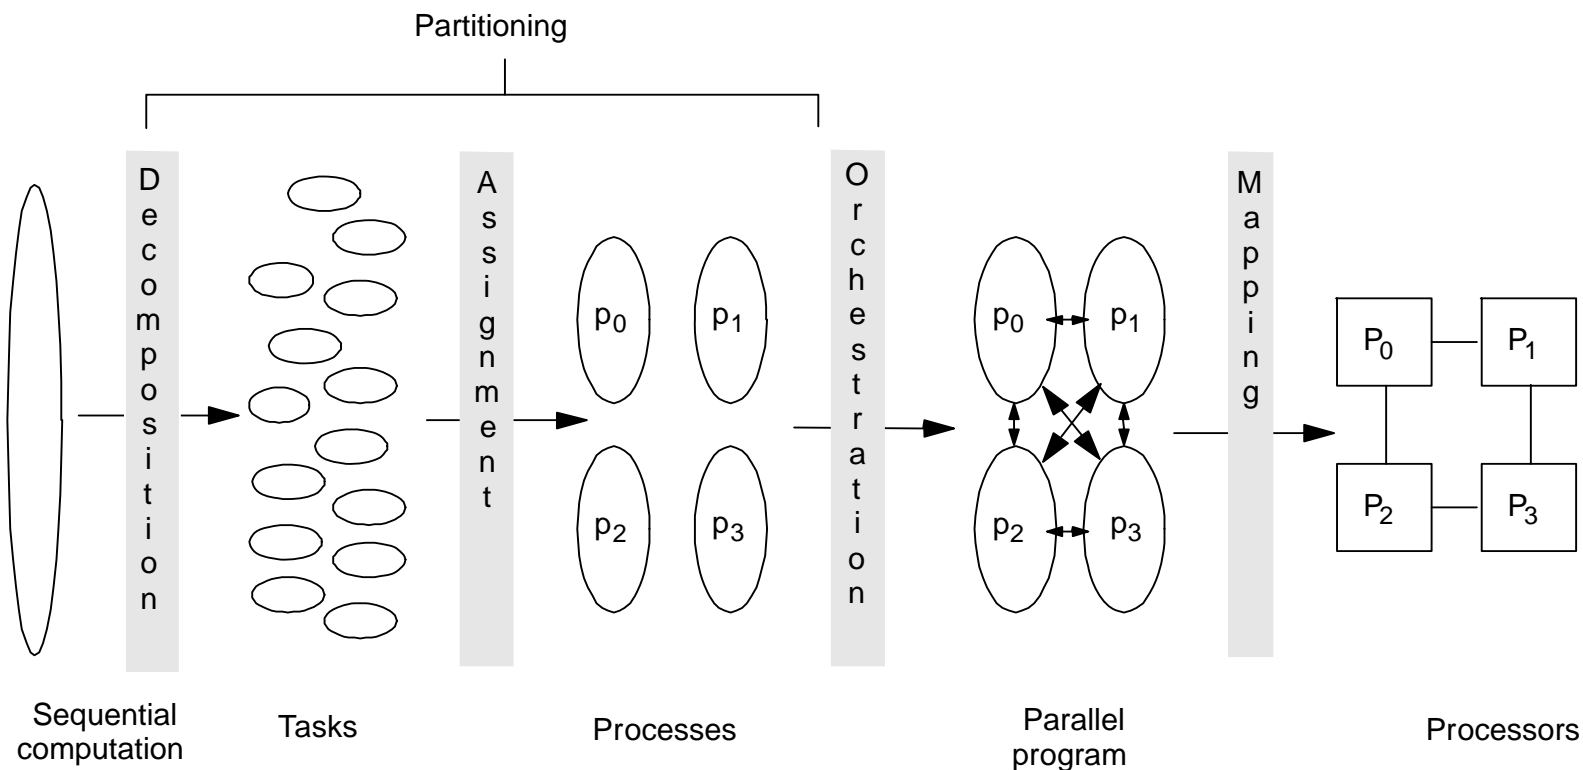 Partitioning
Decomposition
Assignment
Orchestration
Mapping
p0
p1
p2
p3
p0
p1
p2
p3
P0
P1
P2
P3
Sequential
computation
Tasks
Processes
Parallel
program
Processors